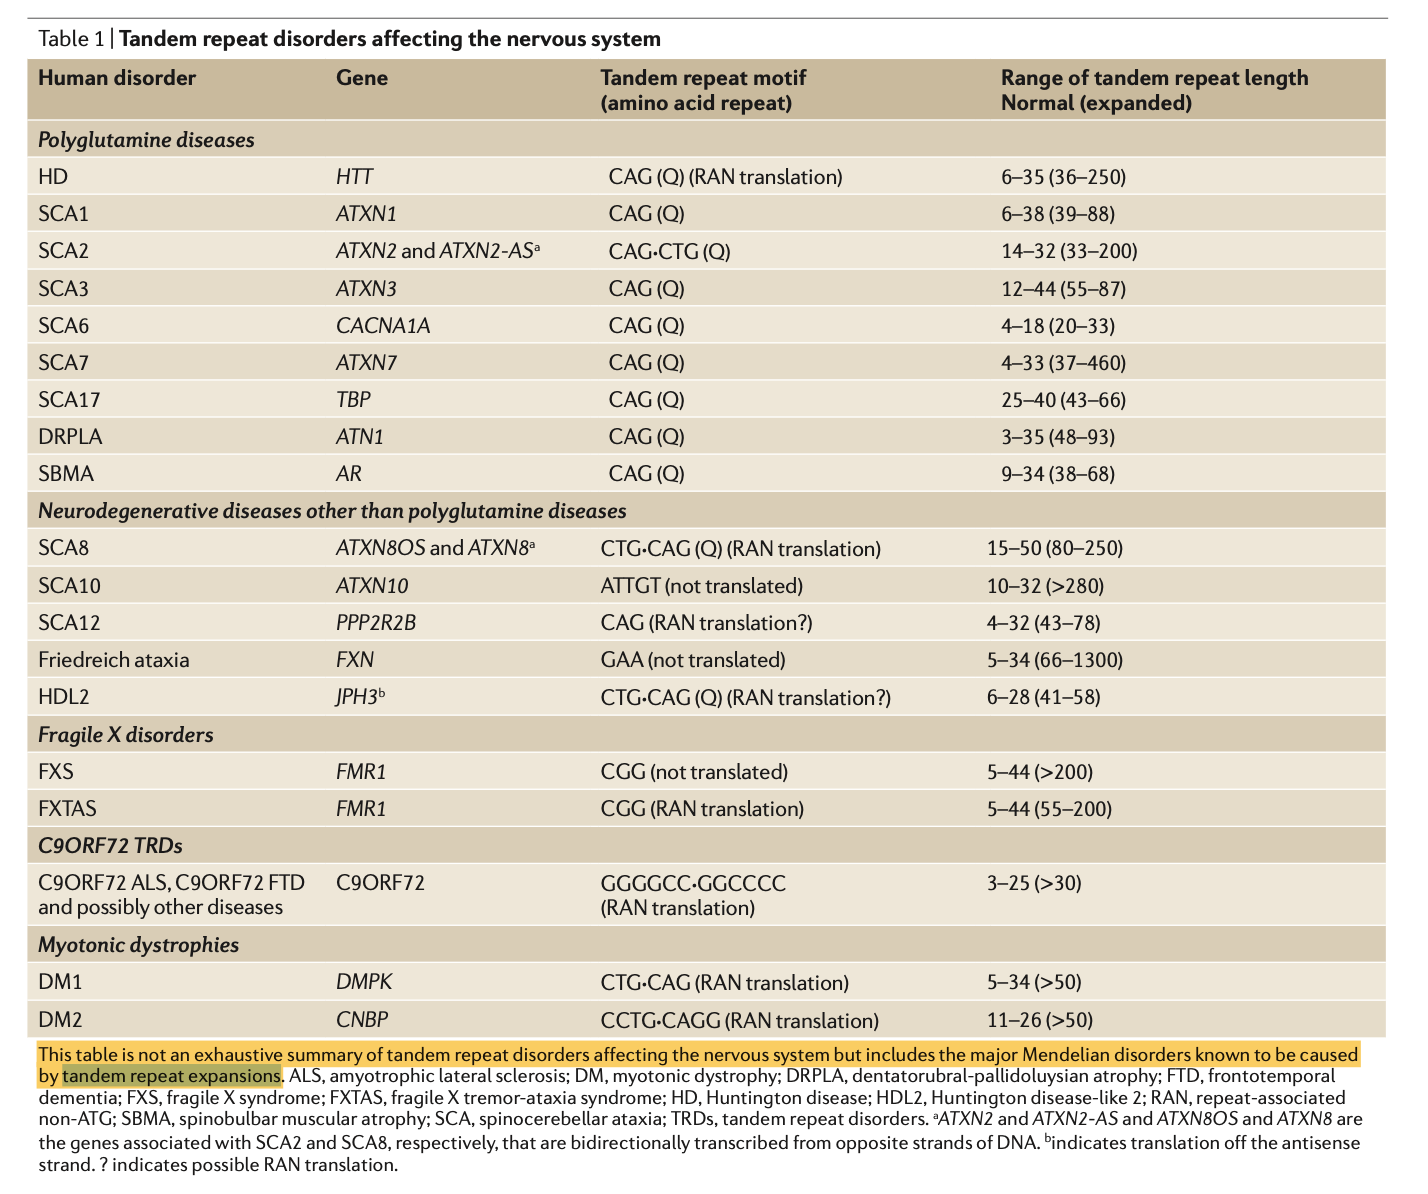 Table 1 | Tandem repeat disorders affecting the nervous system
Human disorder Gene Tandem repeat motif (amino acid repeat) Range of tandem repeat length Normal (expanded)
Polyglutamine diseases
HD HTT CAG (Q) (RAN translation) 6–35 (36–250)
SCA1 ATXN1 CAG (Q) 6–38 (39–88)
SCA2 ATXN2 and ATXN2-ASᵃ CAG·CTG (Q) 14–32 (33–200)
SCA3 ATXN3 CAG (Q) 12–44 (55–87)
SCA6 CACNA1A CAG (Q) 4–18 (20–33)
SCA7 ATXN7 CAG (Q) 4–33 (37–460)
SCA17 TBP CAG (Q) 25–40 (43–66)
DRPLA ATN1 CAG (Q) 3–35 (48–93)
SBMA AR CAG (Q) 9–34 (38–68)
Neurodegenerative diseases other than polyglutamine diseases
SCA8 ATXN8OS and ATXN8ᵃ CTG·CAG (Q) (RAN translation) 15–50 (80–250)
SCA10 ATXN10 ATTGT (not translated) 10–32 (>280)
SCA12 PPP2R2B CAG (RAN translation?) 4–32 (43–78)
Friedreich ataxia FXN GAA (not translated) 5–34 (66–1300)
HDL2 JPH3ᵇ CTG·CAG (Q) (RAN translation?) 6–28 (41–58)
Fragile X disorders
FXS FMR1 CGG (not translated) 5–44 (>200)
FXTAS FMR1 CGG (RAN translation) 5–44 (55–200)
C9ORF72 TRDs
C9ORF72 ALS, C9ORF72 FTD and possibly other diseases C9ORF72 GGGGCC·GGCCCC (RAN translation) 3–25 (>30)
Myotonic dystrophies
DM1 DMPK CTG·CAG (RAN translation) 5–34 (>50)
DM2 CNBP CCTG·CAGG (RAN translation) 11–26 (>50)
This table is not an exhaustive summary of tandem repeat disorders affecting the nervous system but includes the major Mendelian disorders known to be caused
by tandem repeat expansions. ALS, amyotrophic lateral sclerosis; DM, myotonic dystrophy; DRPLA, dentatorubral-pallidoluysian atrophy; FTD, frontotemporal
dementia; FXS, fragile X syndrome; FXTAS, fragile X tremor-ataxia syndrome; HD, Huntington disease; HDL2, Huntington disease-like 2; RAN, repeat-associated
non-ATG; SBMA, spinobulbar muscular atrophy; SCA, spinocerebellar ataxia; TRDs, tandem repeat disorders. ᵃATXN2 and ATXN2-AS and ATXN8OS and ATXN8 are
the genes associated with SCA2 and SCA8, respectively, that are bidirectionally transcribed from opposite strands of DNA. ᵇindicates translation off the antisense
strand. ? indicates possible RAN translation.